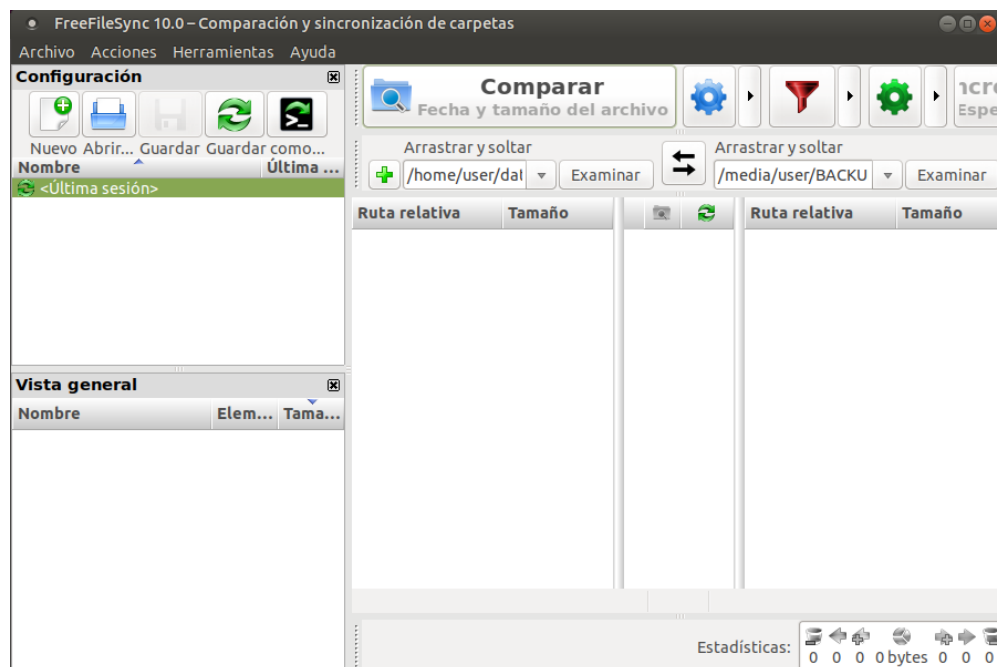 FreeFileSync 10.0 – Comparación y sincronización de carpetas
Archivo Acciones Herramientas Ayuda
Configuración
Nuevo Abrir... Guardar Guardar como...
Nombre Última ...
<Última sesión>
Comparar
Fecha y tamaño del archivo
Arrastrar y soltar
/home/user/dat
Examinar
Arrastrar y soltar
/media/user/BACKU
Examinar
Ruta relativa Tamaño
Ruta relativa Tamaño
Vista general
Nombre Elem... Tama...
Estadísticas:
0 0 0 0 bytes 0 0 0